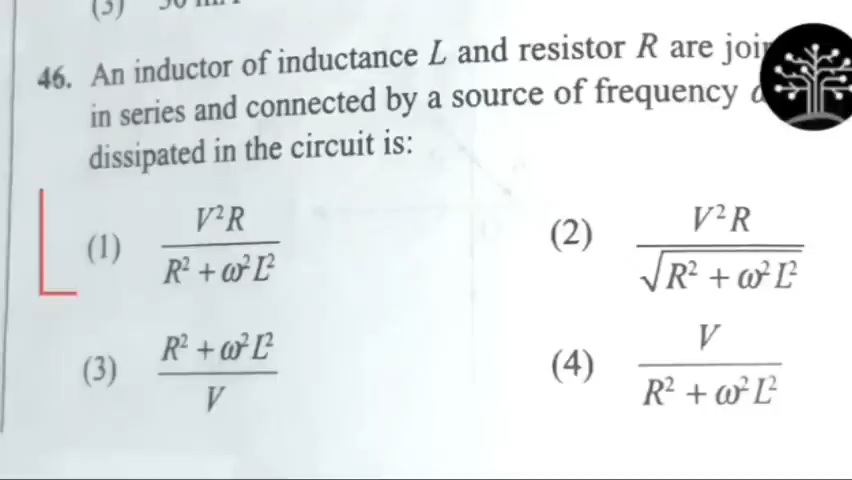 46. An inductor of inductance L and resistor R are
in series and connected by a source of frequency
dissipated in the circuit is:
(1) V²R / R² + ω²L² (2) V²R / √R² + ω²L²
(3) R² + ω²L² / V (4) V / R² + ω²L²